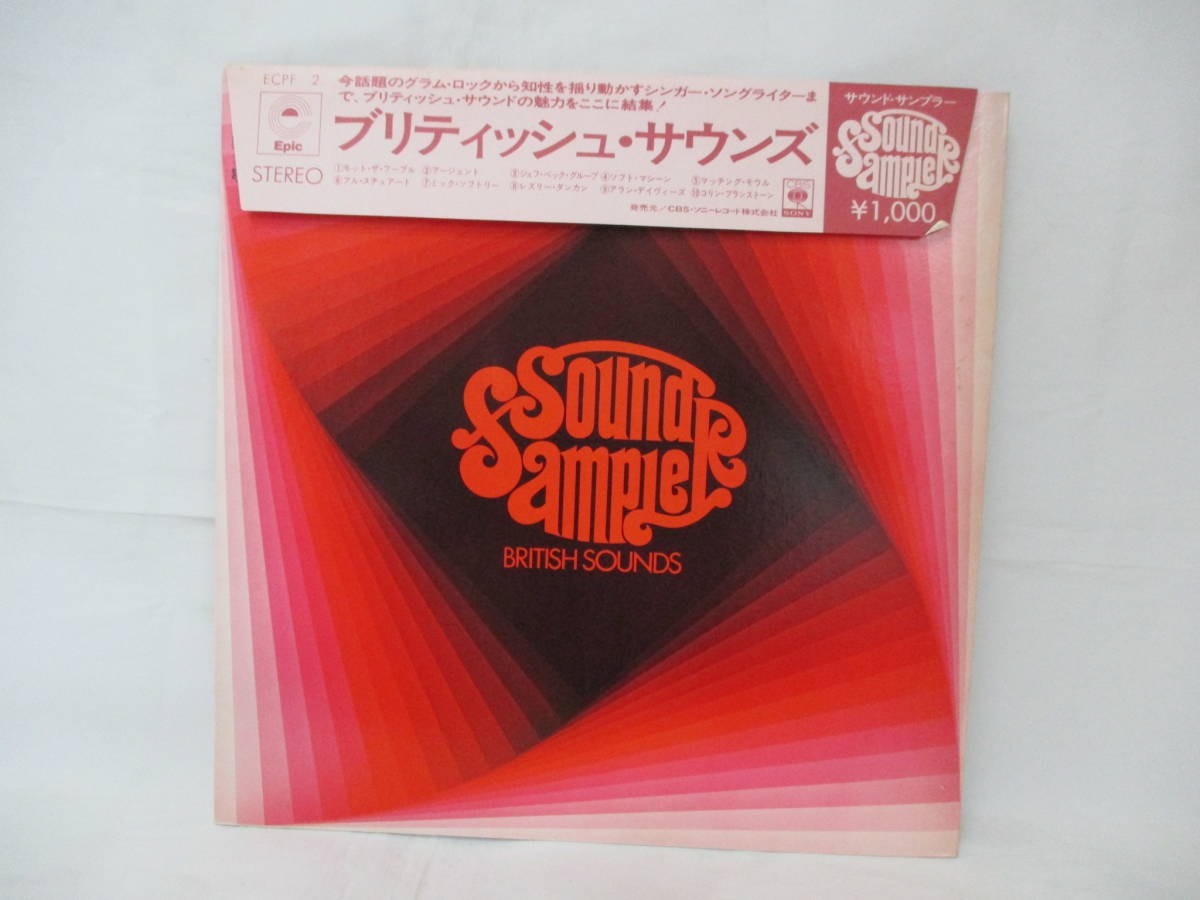 ECPF 2
今話題のグラム・ロックから知性を揺り動かすシンガー・ソングライターま
で、ブリティッシュ・サウンドの魅力をここに結集!
Epic
ブリティッシュ・サウンズ
STEREO
①モット・ザ・フープル ②アージェント ③ジェフ・ベック・グループ ④ソフト・マシーン ⑤マッチング・モウル
⑥アル・スチュアート ⑦ミック・ソフトリー ⑧レズリー・ダンカン ⑨アラン・デイヴィーズ ⑩コリン・ブランストーン
発売元/CBS・ソニーレコード株式会社
CBS
SONY
サウンド・サンプラー
Sound
Sampler
¥1,000
Sound
Sampler
BRITISH SOUNDS